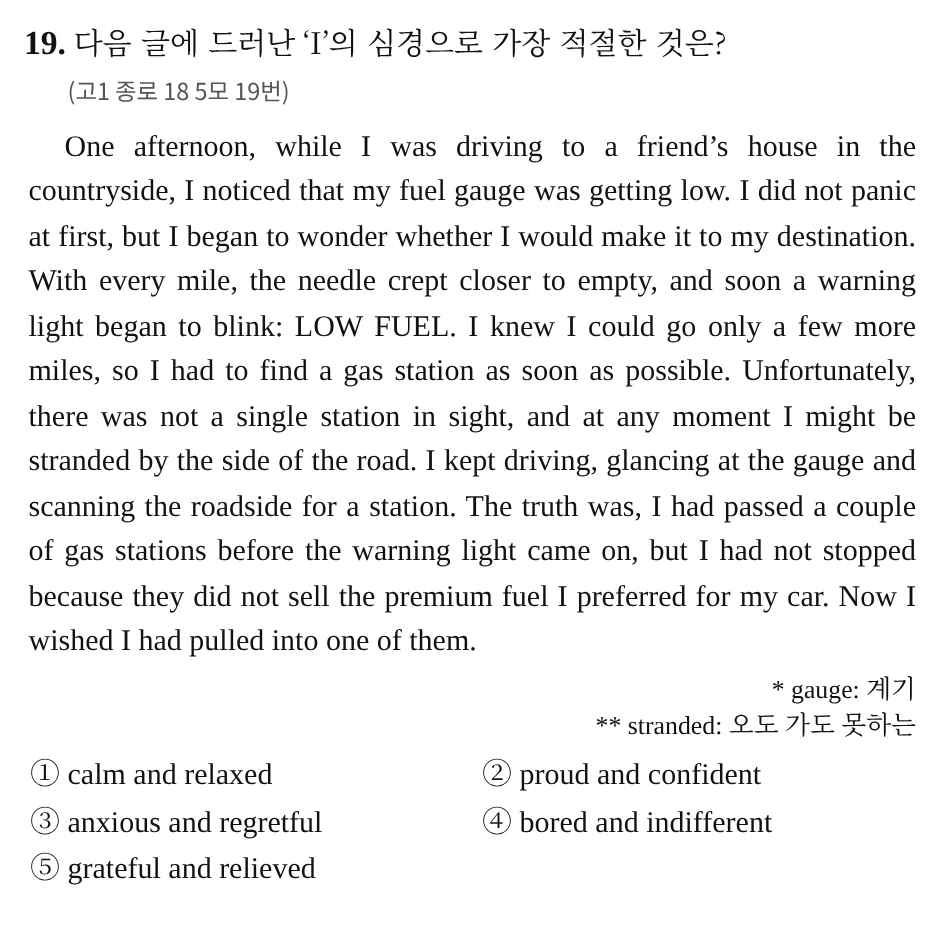 19. 다음 글에 드러난 ‘I’의 심경으로 가장 적절한 것은?
(고1 종로 18 5모 19번)
One afternoon, while I was driving to a friend’s house in the
countryside, I noticed that my fuel gauge was getting low. I did not panic
at first, but I began to wonder whether I would make it to my destination.
With every mile, the needle crept closer to empty, and soon a warning
light began to blink: LOW FUEL. I knew I could go only a few more
miles, so I had to find a gas station as soon as possible. Unfortunately,
there was not a single station in sight, and at any moment I might be
stranded by the side of the road. I kept driving, glancing at the gauge and
scanning the roadside for a station. The truth was, I had passed a couple
of gas stations before the warning light came on, but I had not stopped
because they did not sell the premium fuel I preferred for my car. Now I
wished I had pulled into one of them.
* gauge: 계기
** stranded: 오도 가도 못하는
① calm and relaxed ② proud and confident
③ anxious and regretful ④ bored and indifferent
⑤ grateful and relieved